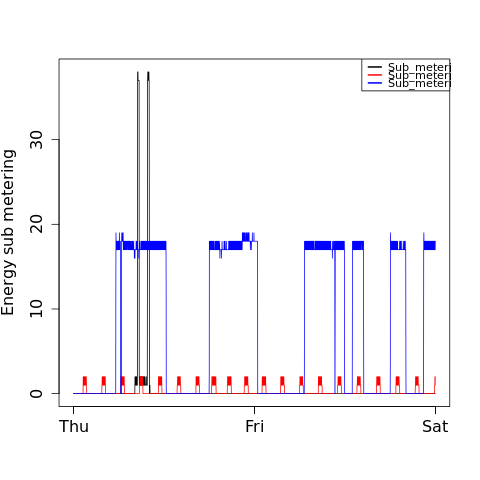 Sub_meteri
Sub_meteri
Sub_meteri
Energy sub metering
30
20
10
0
Thu Fri Sat